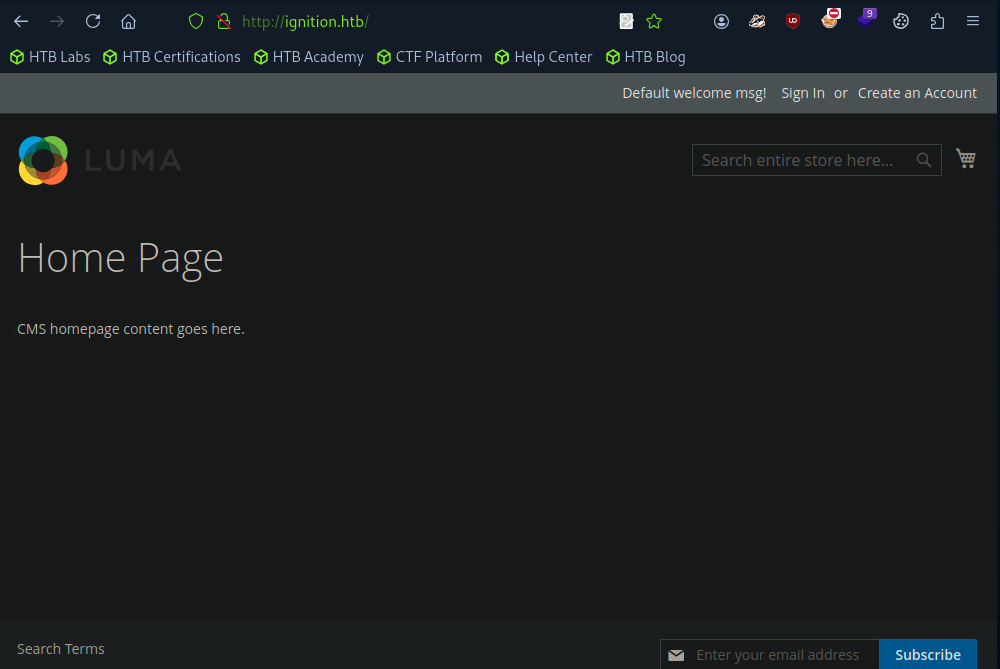 http://ignition.htb/
9
UD
HTB Labs HTB Certifications HTB Academy CTF Platform Help Center HTB Blog
Default welcome msg! Sign In or Create an Account
LUMA
Search entire store here...
Home Page
CMS homepage content goes here.
Search Terms
Enter your email address
Subscribe